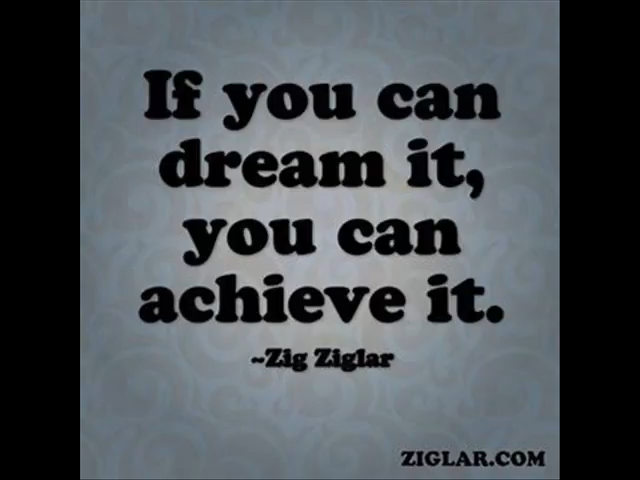 If you can
dream it,
you can
achieve it.
~Zig Ziglar
ZIGLAR.COM